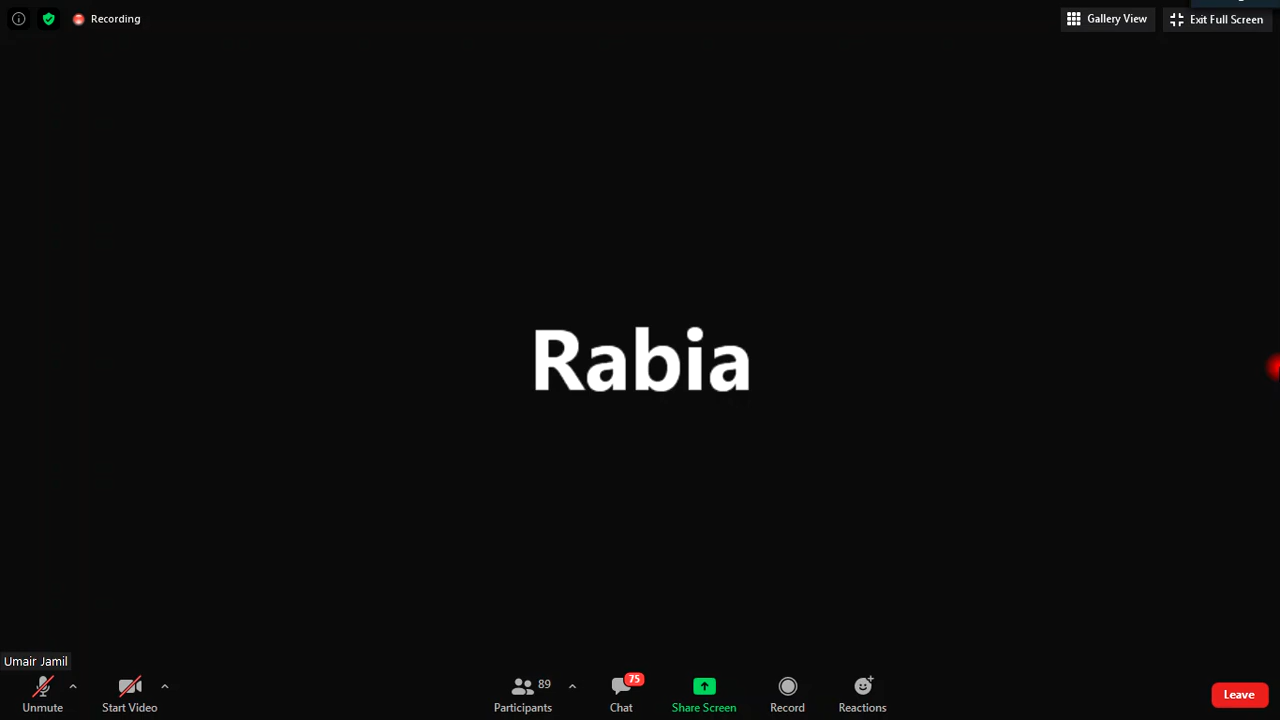 Recording
Gallery View
Exit Full Screen
Rabia
Umair Jamil
Unmute
Start Video
89
Participants
75
Chat
Share Screen
Record
Reactions
Leave